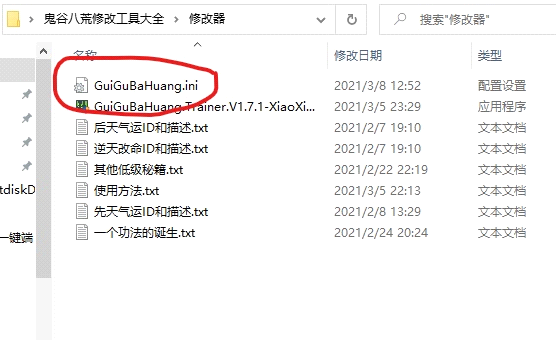 鬼谷八荒修改工具大全 > 修改器
搜索"修改器"
名称 修改日期 类型
GuiGuBaHuang.ini 2021/3/8 12:52 配置设置
GuiGuBaHuang.Trainer.V1.7.1-XiaoXi... 2021/3/5 23:29 应用程序
后天气运ID和描述.txt 2021/2/7 19:10 文本文档
逆天改命ID和描述.txt 2021/2/7 19:10 文本文档
其他低级秘籍.txt 2021/2/22 22:19 文本文档
使用方法.txt 2021/3/5 22:13 文本文档
tdiskD
先天气运ID和描述.txt 2021/2/8 13:29 文本文档
一键端
一个功法的诞生.txt 2021/2/24 20:24 文本文档